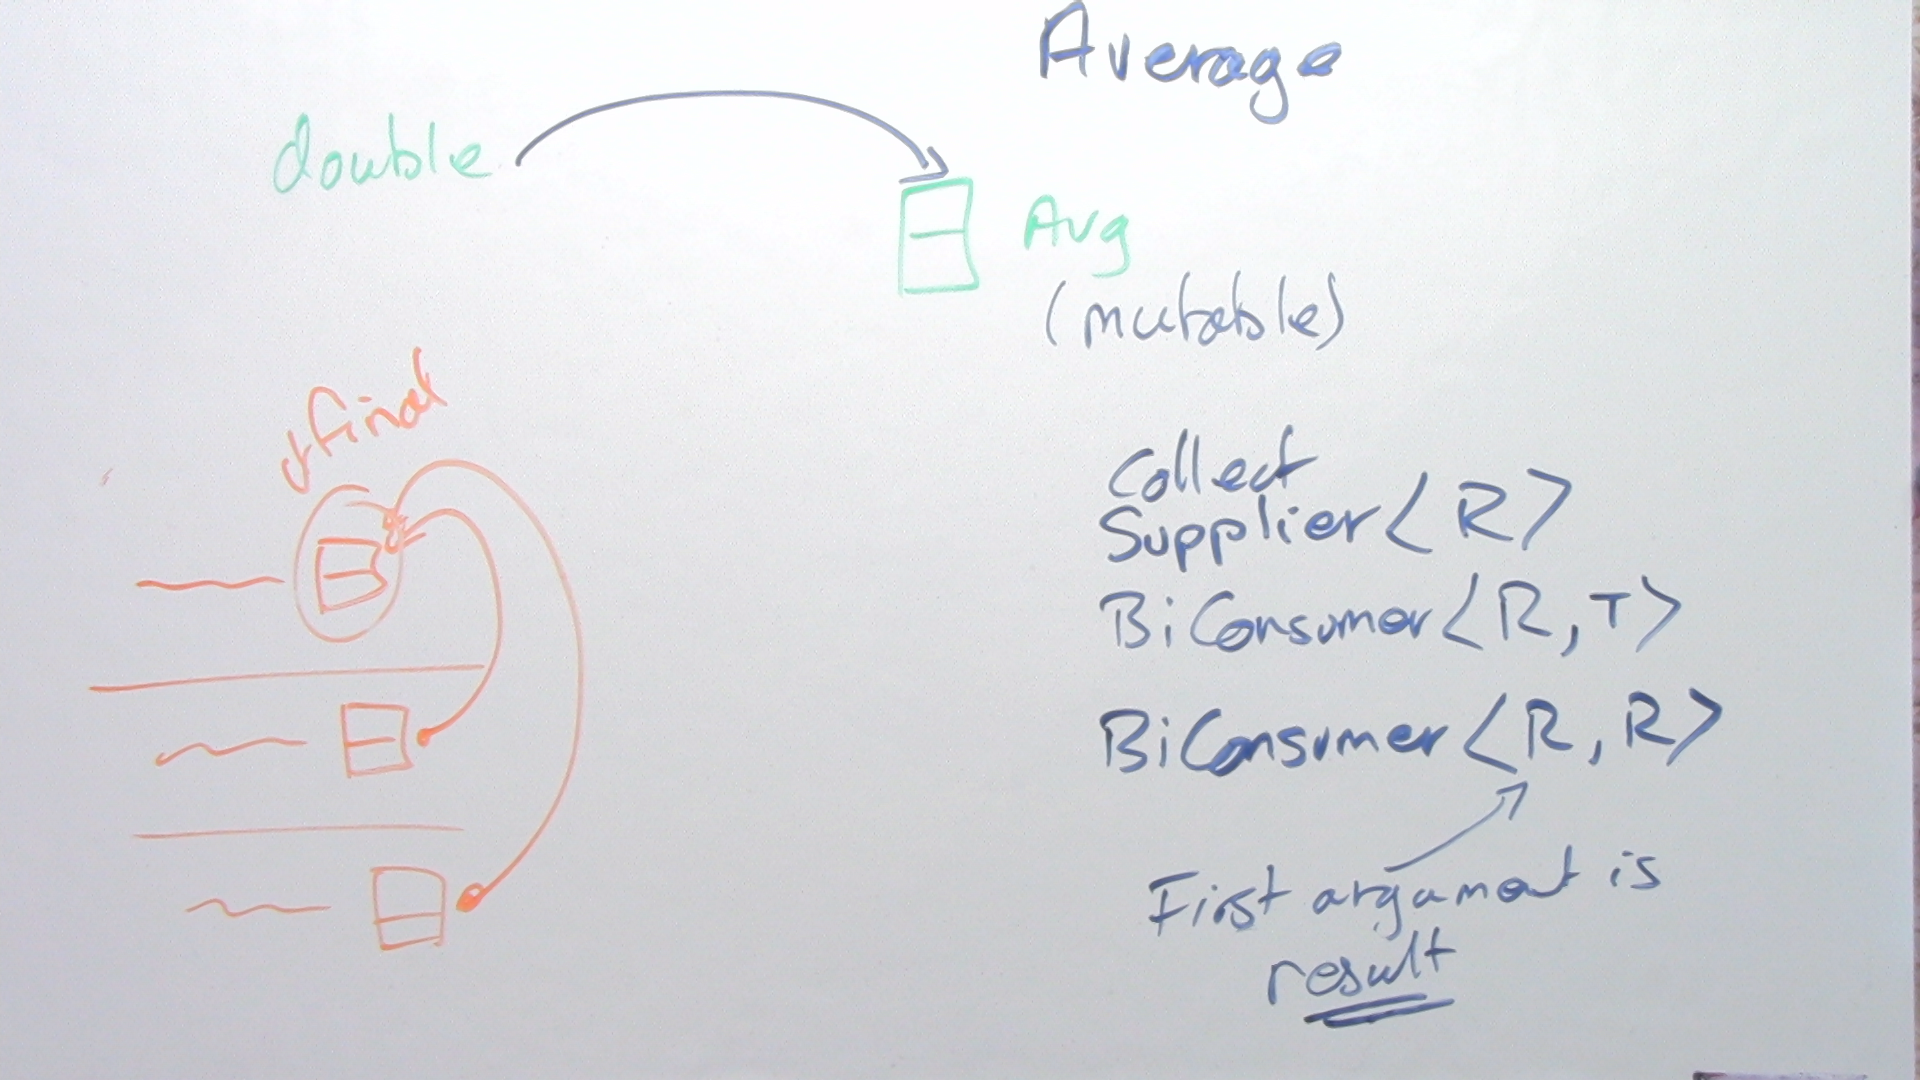 Average
double
Avg
(mutable)
final
Collect
Supplier<R>
BiConsumer<R,T>
BiConsumer<R,R>
First argument is
result